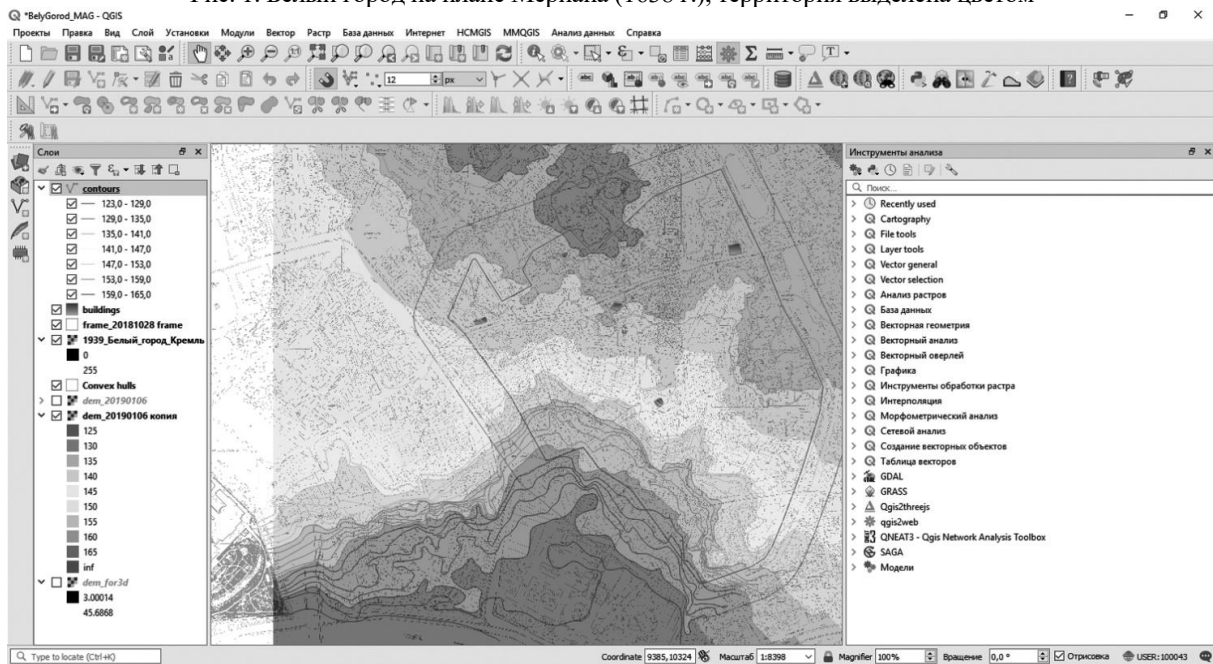 Рис. 1. Белый город на плане Мериана (1638 г.), территория выделена цветом
*BelyGorod_MAG - QGIS
Проекты Правка Вид Слой Установки Модули Вектор Растр База данных Интернет HCMGIS MMQGIS Анализ данных Справка
12 px
Слои
contours
123,0 - 129,0
129,0 - 135,0
135,0 - 141,0
141,0 - 147,0
147,0 - 153,0
153,0 - 159,0
159,0 - 165,0
buildings
frame_20181028 frame
1939_Белый_город_Кремль
0
255
Convex hulls
dem_20190106
dem_20190106 копия
125
130
135
140
145
150
155
160
165
inf
dem_for3d
3.00014
45.6868
Инструменты анализа
Поиск...
Recently used
Cartography
File tools
Layer tools
Vector general
Vector selection
Анализ растров
База данных
Векторная геометрия
Векторный анализ
Векторный оверлей
Графика
Инструменты обработки растра
Интерполяция
Морфометрический анализ
Сетевой анализ
Создание векторных объектов
Таблица векторов
GDAL
GRASS
Qgis2threejs
qgis2web
QNEAT3 - Qgis Network Analysis Toolbox
SAGA
Модели
Type to locate (Ctrl+K)
Coordinate 9385,10324 Масштаб 1:8398 Magnifier 100% Вращение 0,0 ° Отрисовка USER:100043